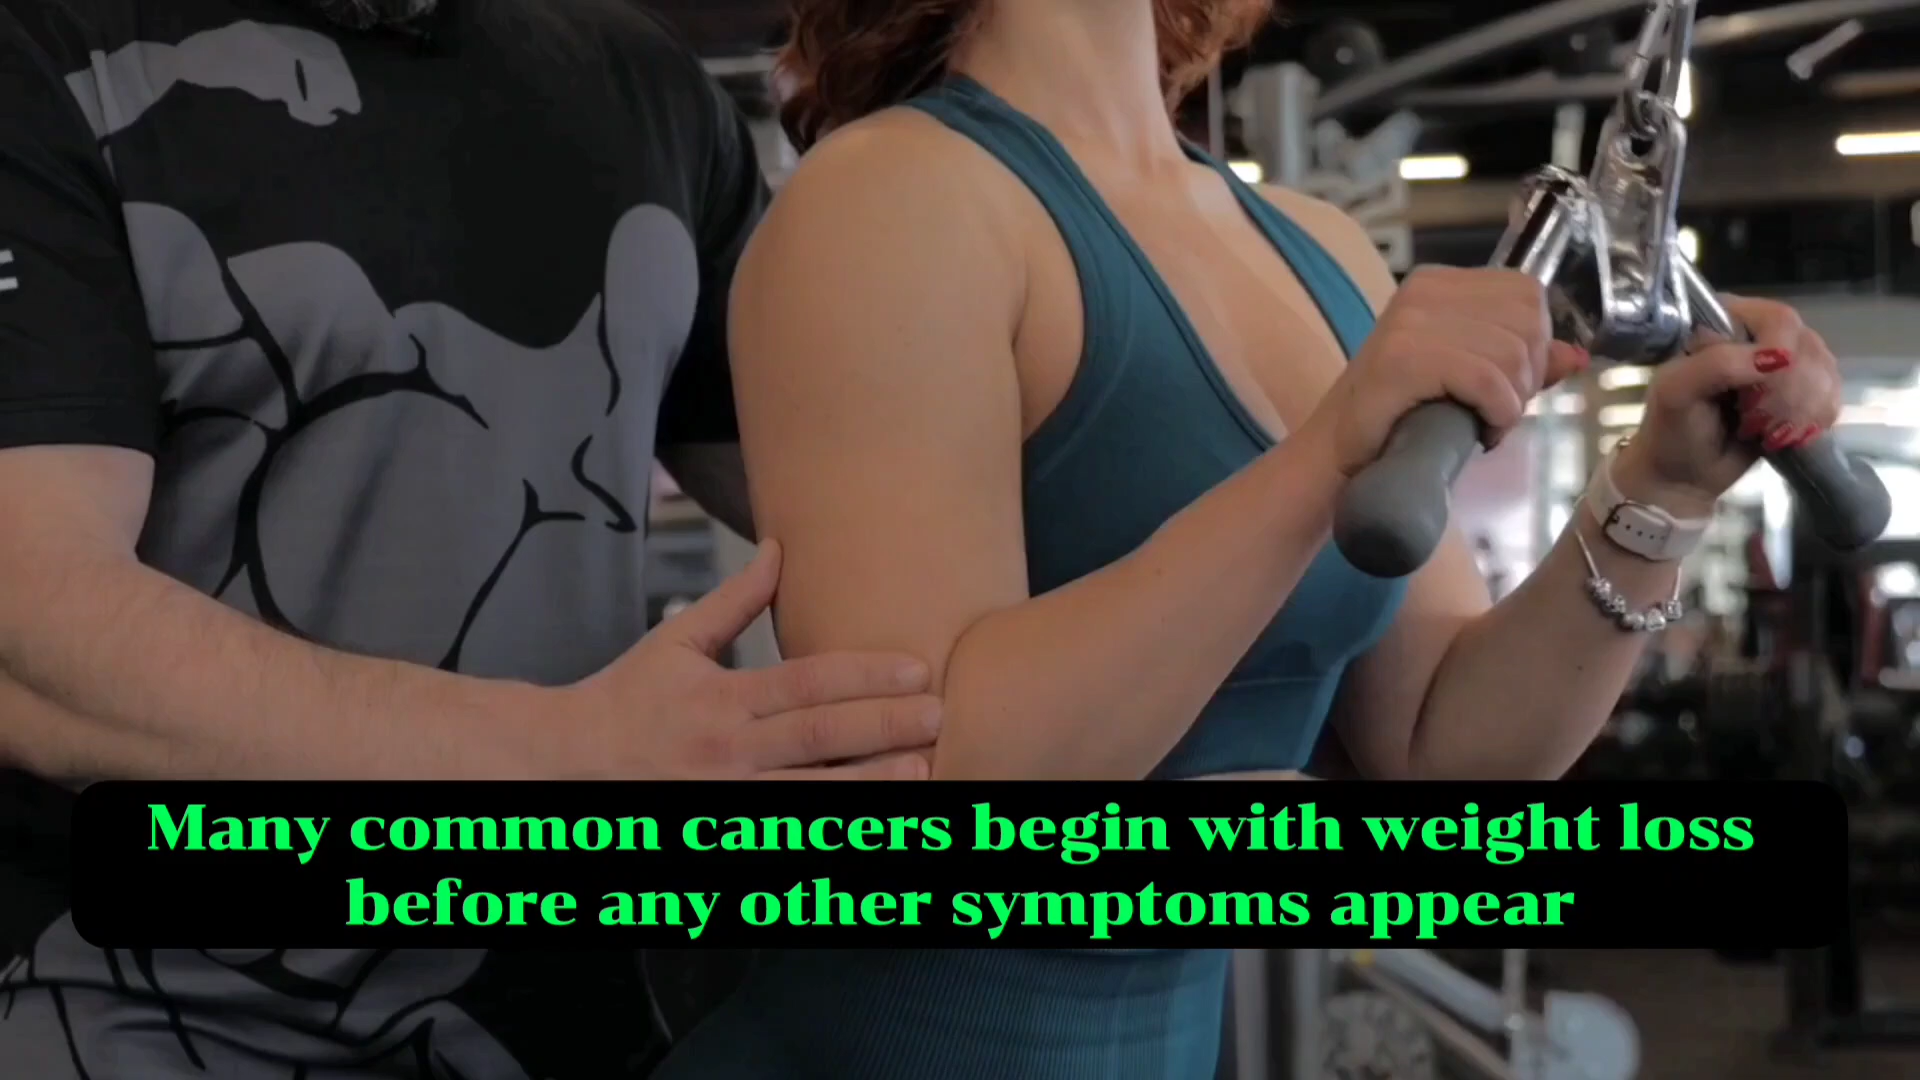 Many common cancers begin with weight loss
before any other symptoms appear